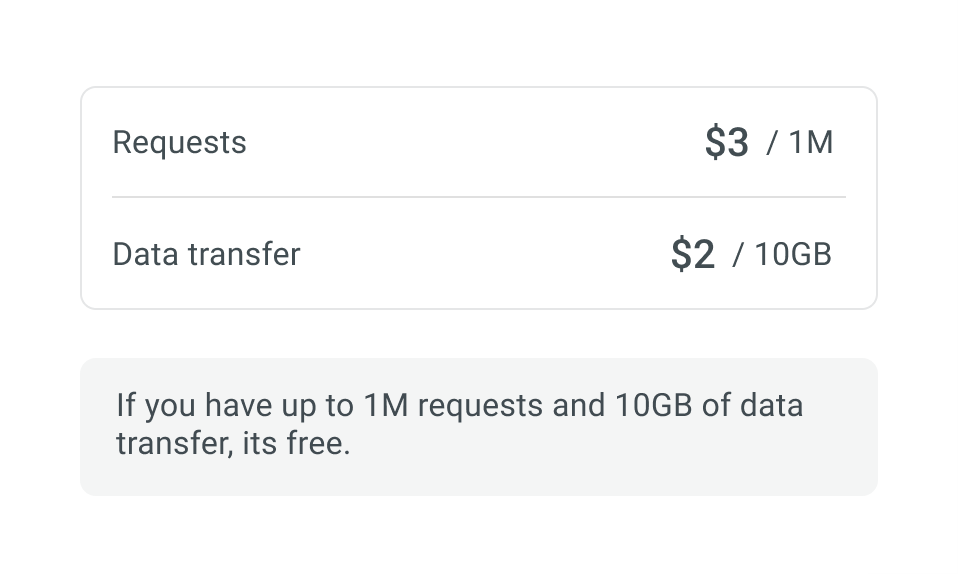 Requests $3 / 1M
Data transfer $2 / 10GB
If you have up to 1M requests and 10GB of data
transfer, its free.